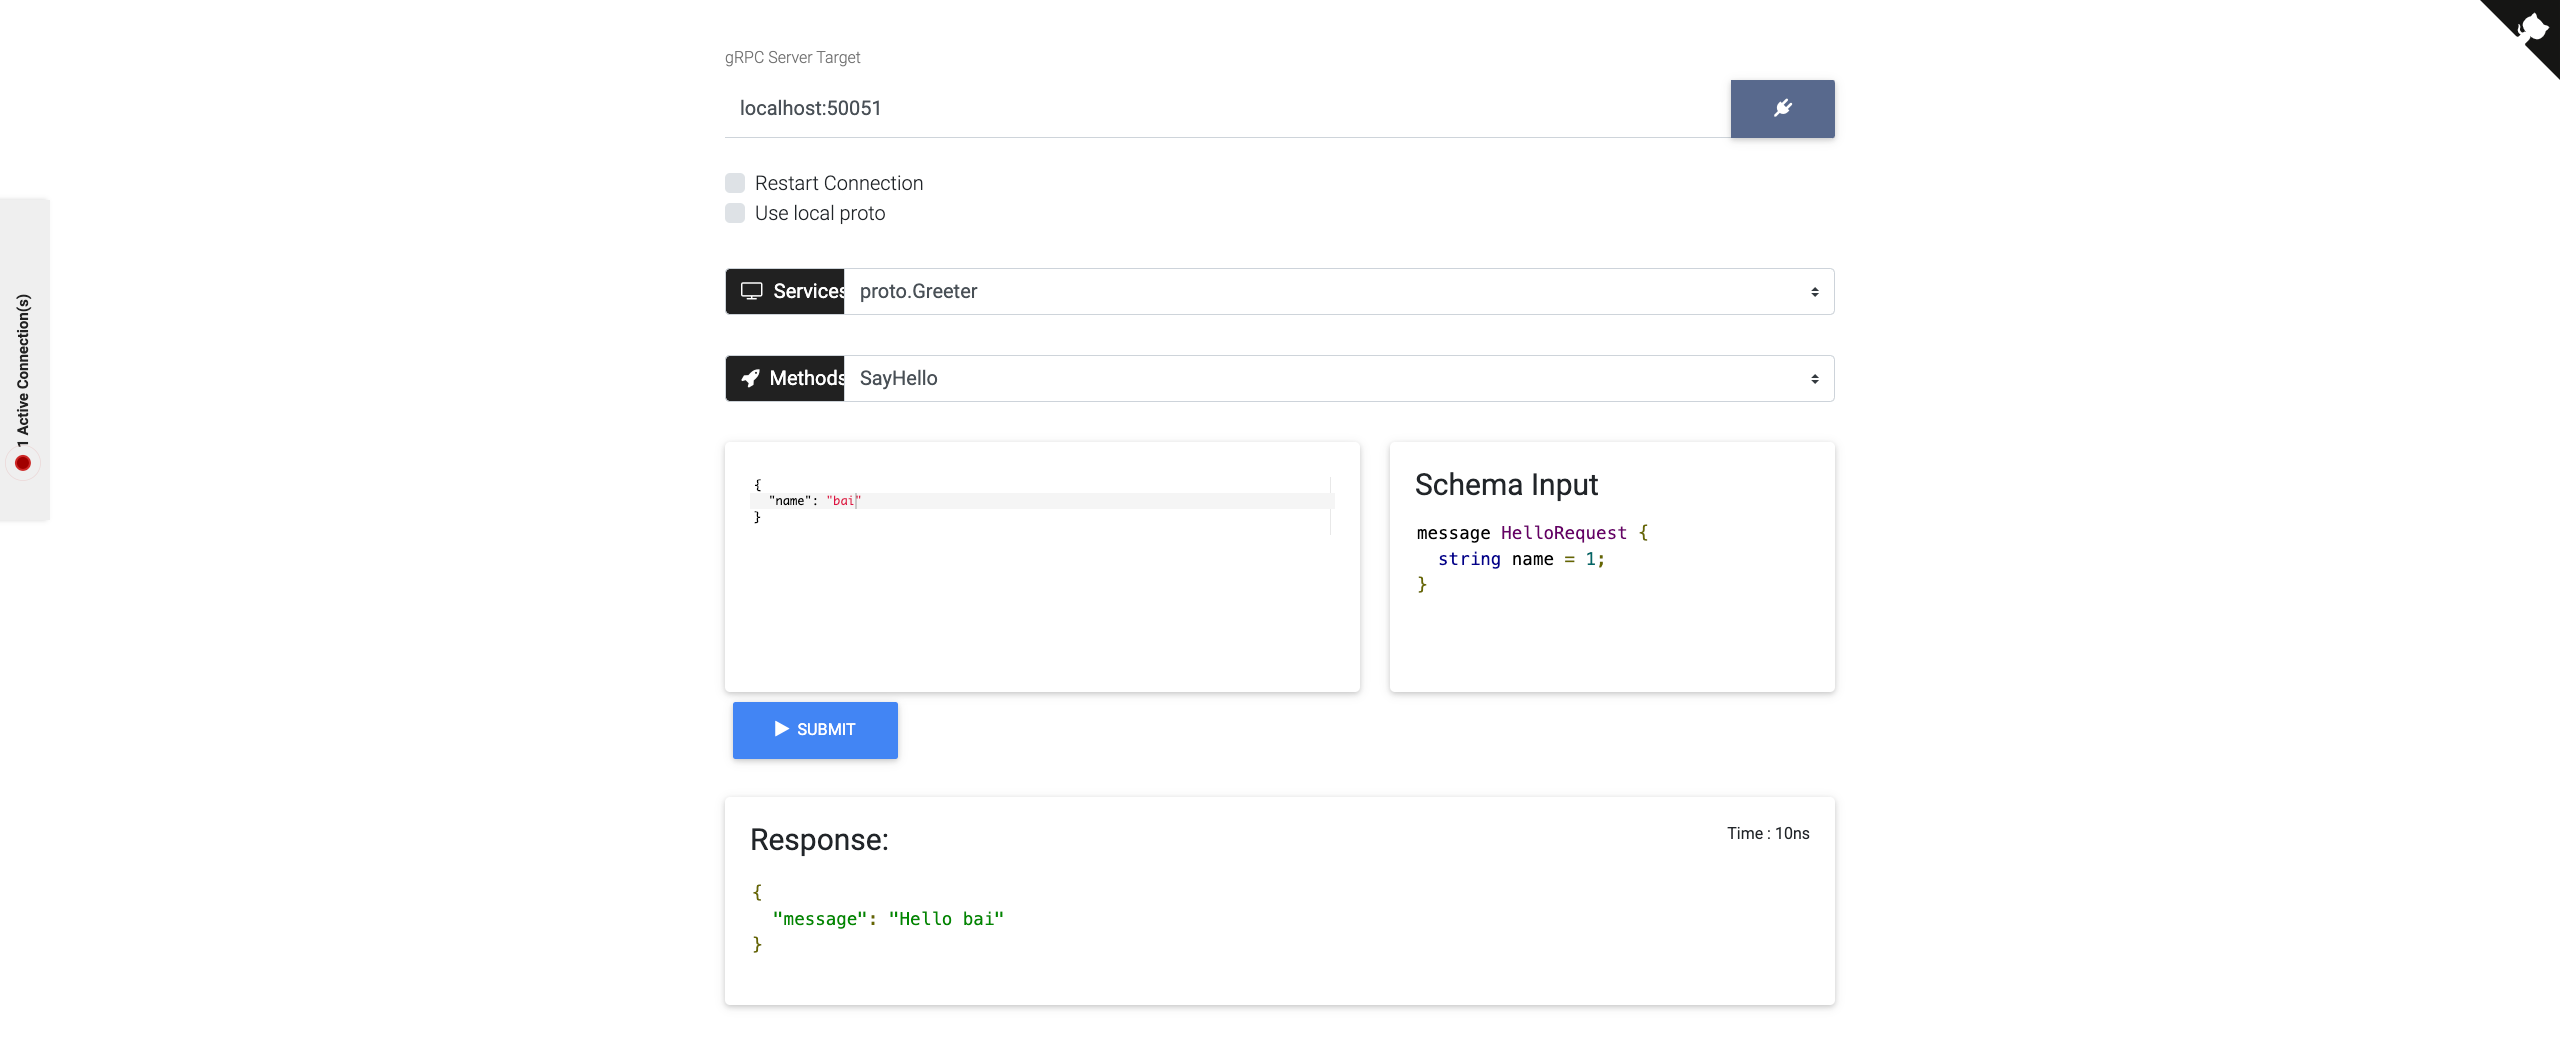 gRPC Server Target
localhost:50051
Restart Connection
Use local proto
1 Active Connection(s)
Services proto.Greeter
Methods SayHello
{
  "name": "bai"
}
Schema Input
message HelloRequest {
  string name = 1;
}
SUBMIT
Response:
Time : 10ns
{
  "message": "Hello bai"
}